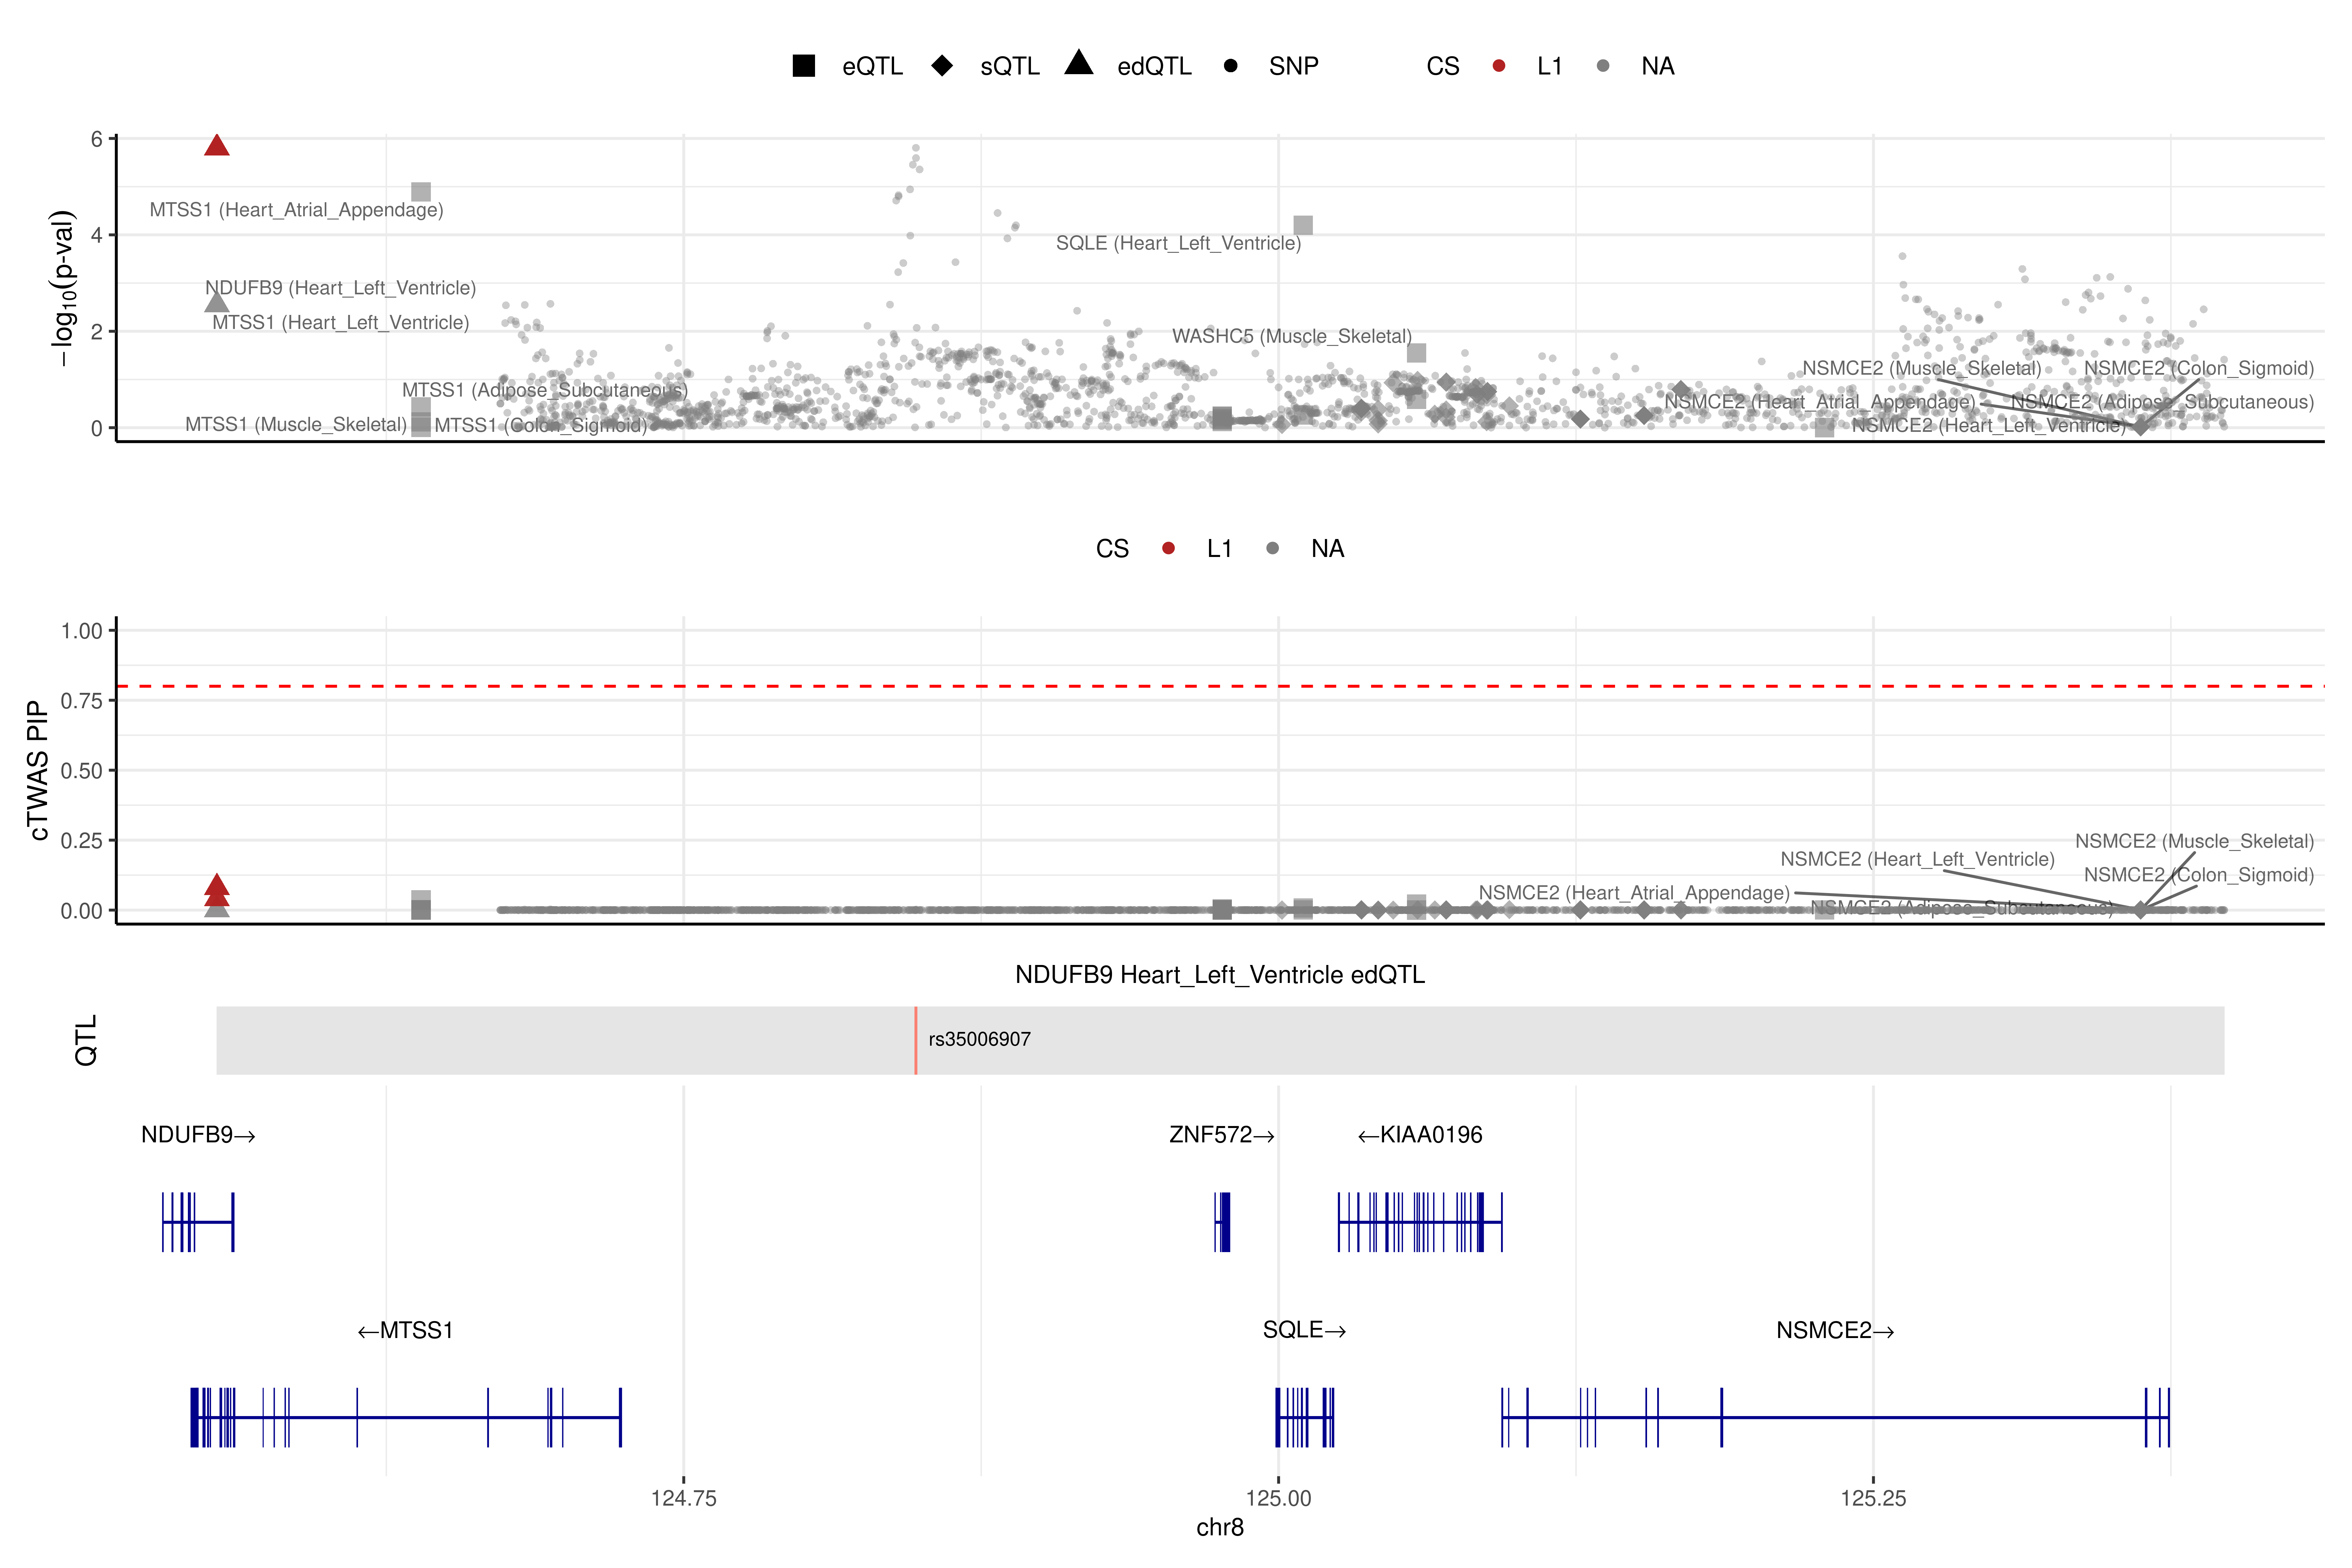 eQTL sQTL edQTL SNP CS L1 NA
6
4
2
0
−log10(p-val)
MTSS1 (Heart_Atrial_Appendage)
SQLE (Heart_Left_Ventricle)
NDUFB9 (Heart_Left_Ventricle)
MTSS1 (Heart_Left_Ventricle)
WASHC5 (Muscle_Skeletal)
NSMCE2 (Muscle_Skeletal) NSMCE2 (Colon_Sigmoid)
MTSS1 (Adipose_Subcutaneous)
NSMCE2 (Heart_Atrial_Appendage) NSMCE2 (Adipose_Subcutaneous)
MTSS1 (Muscle_Skeletal) MTSS1 (Colon_Sigmoid) NSMCE2 (Heart_Left_Ventricle)
CS L1 NA
1.00
0.75
0.50
0.25
0.00
cTWAS PIP
NSMCE2 (Muscle_Skeletal)
NSMCE2 (Heart_Left_Ventricle)
NSMCE2 (Colon_Sigmoid)
NSMCE2 (Heart_Atrial_Appendage)
NSMCE2 (Adipose_Subcutaneous)
NDUFB9 Heart_Left_Ventricle edQTL
QTL
rs35006907
NDUFB9→ ZNF572→ ←KIAA0196
←MTSS1 SQLE→ NSMCE2→
124.75 125.00 125.25
chr8